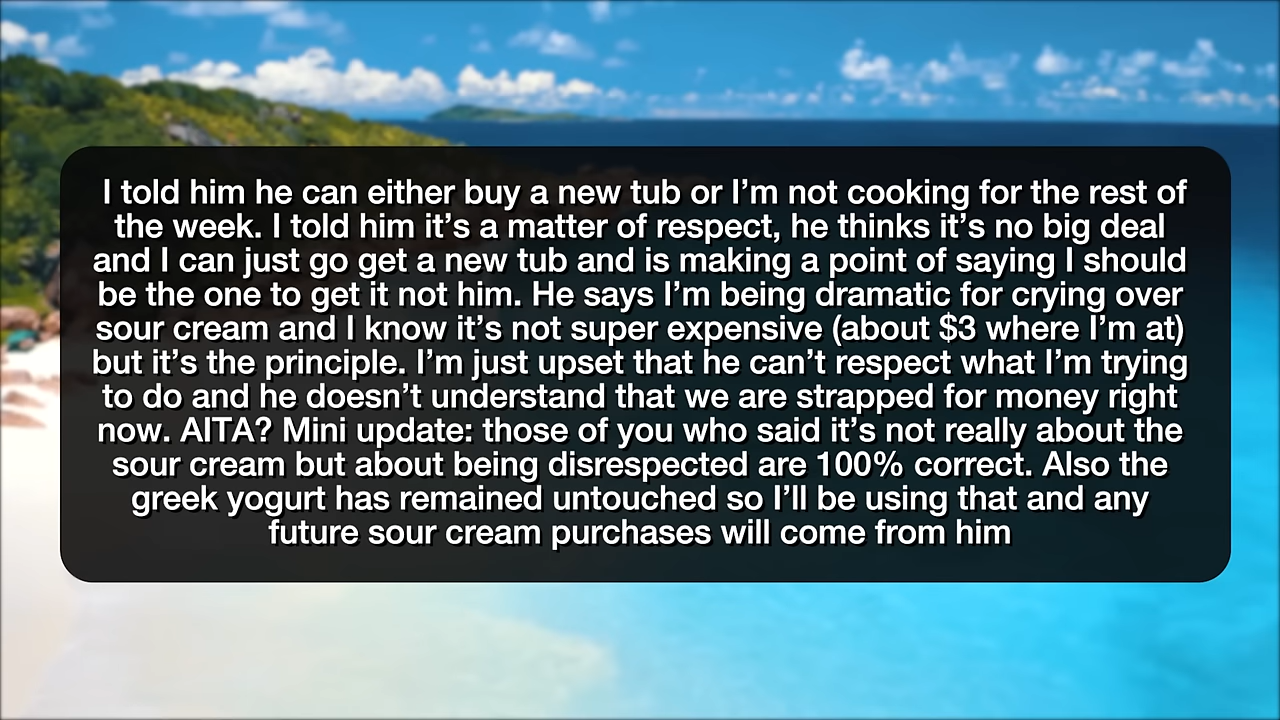 I told him he can either buy a new tub or I’m not cooking for the rest of
the week. I told him it’s a matter of respect, he thinks it’s no big deal
and I can just go get a new tub and is making a point of saying I should
be the one to get it not him. He says I’m being dramatic for crying over
sour cream and I know it’s not super expensive (about $3 where I’m at)
but it’s the principle. I’m just upset that he can’t respect what I’m trying
to do and he doesn’t understand that we are strapped for money right
now. AITA? Mini update: those of you who said it’s not really about the
sour cream but about being disrespected are 100% correct. Also the
greek yogurt has remained untouched so I’ll be using that and any
future sour cream purchases will come from him